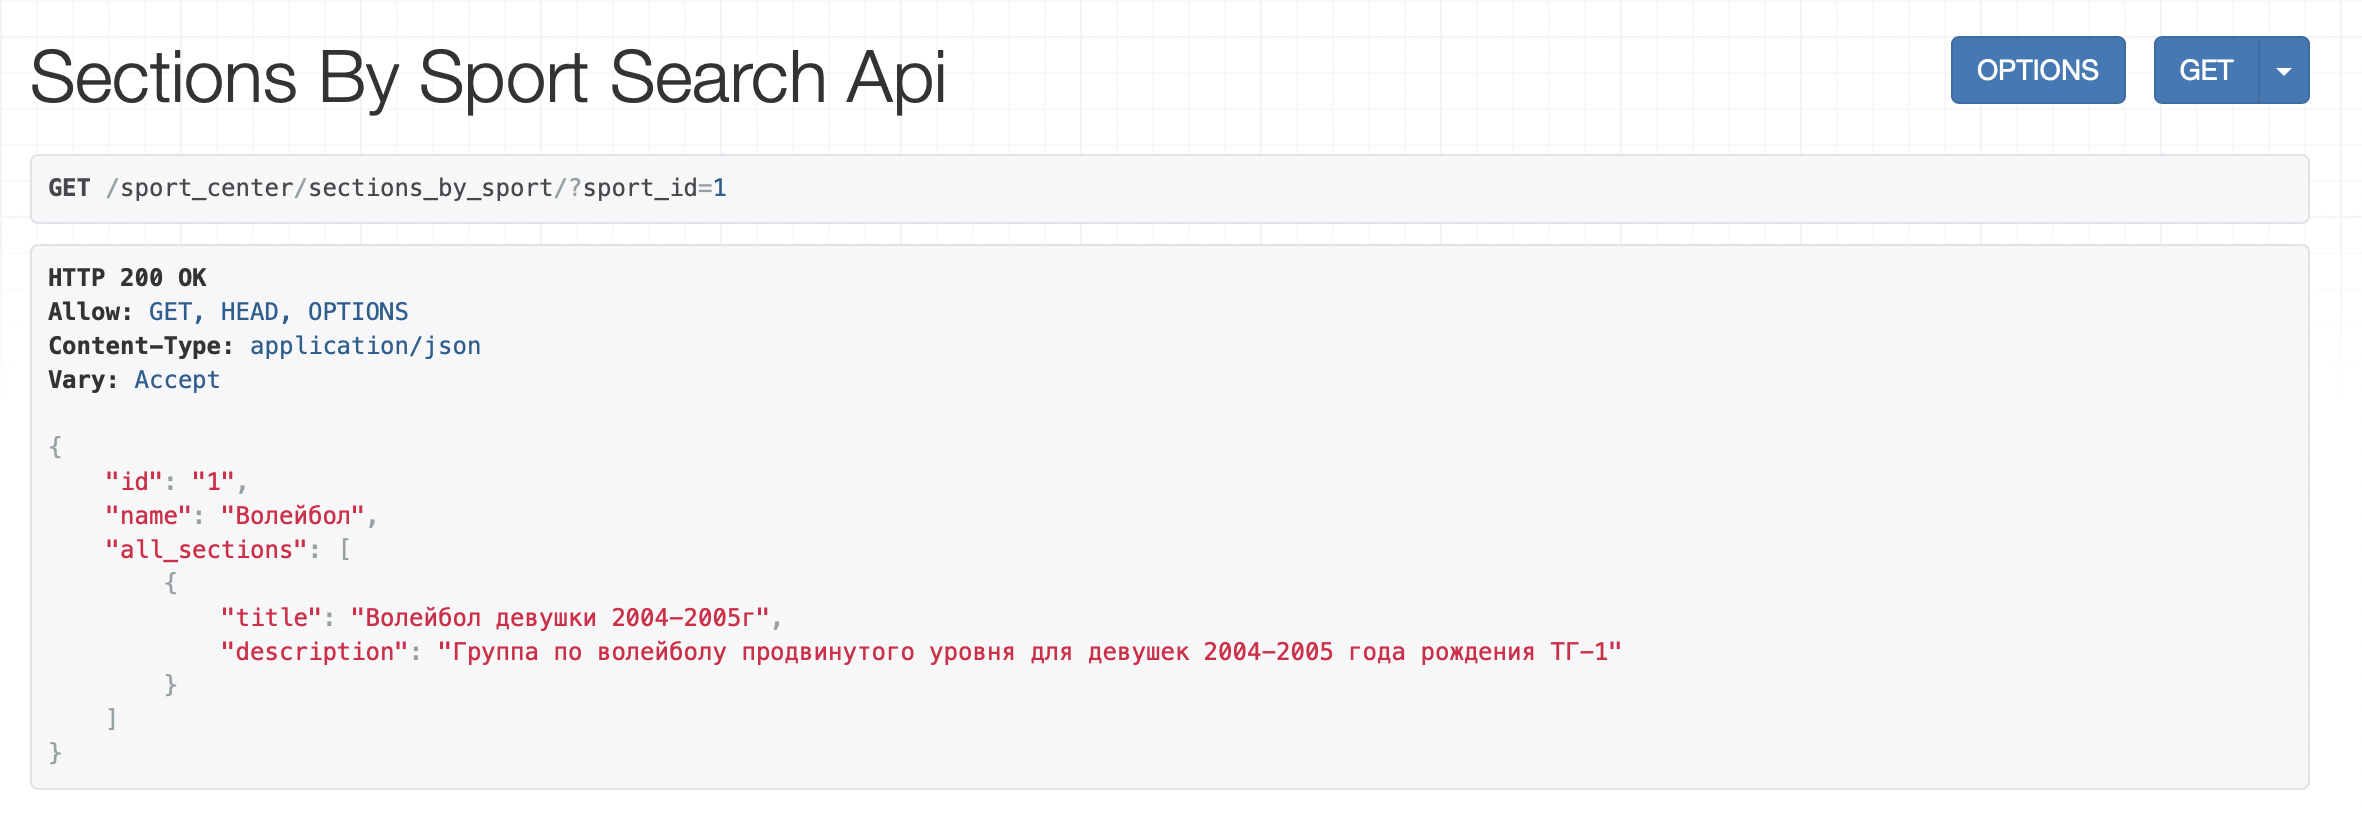 Sections By Sport Search Api
OPTIONS
GET
GET /sport_center/sections_by_sport/?sport_id=1
HTTP 200 OK
Allow: GET, HEAD, OPTIONS
Content-Type: application/json
Vary: Accept
{
"id": "1",
"name": "Волейбол",
"all_sections": [
{
"title": "Волейбол девушки 2004-2005г",
"description": "Группа по волейболу продвинутого уровня для девушек 2004-2005 года рождения ТГ-1"
}
]
}